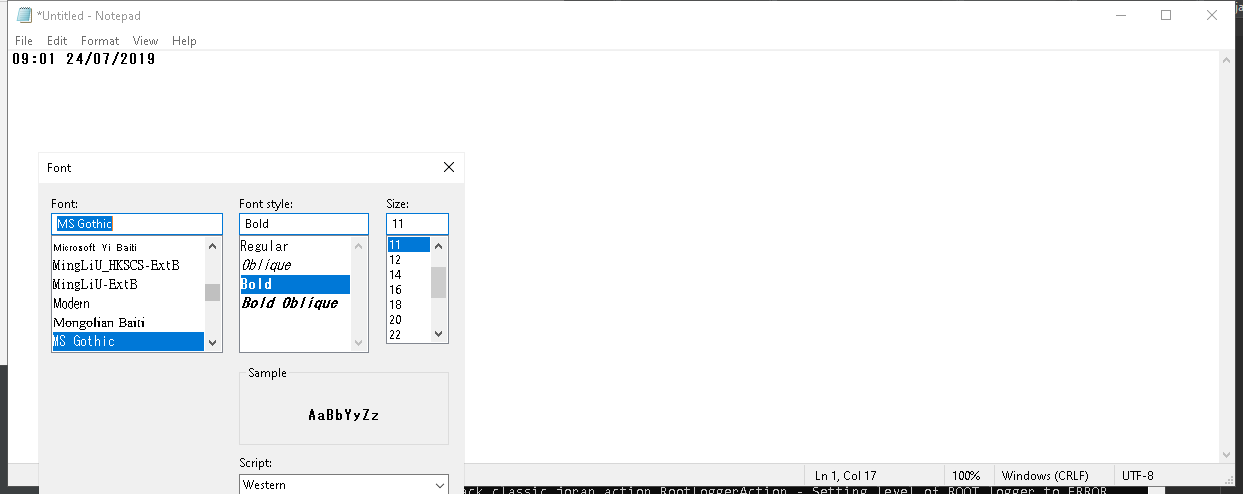 *Untitled - Notepad
File Edit Format View Help
09:01 24/07/2019
Font
Font: Font style: Size:
MS Gothic Bold 11
Microsoft Yi Baiti
MingLiU_HKSCS-ExtB
MingLiU-ExtB
Modern
Mongolian Baiti
MS Gothic
Regular
Oblique
Bold
Bold Oblique
11
12
14
16
18
20
22
Sample
AaBbYyZz
Script:
Western
Ln 1, Col 17 100% Windows (CRLF) UTF-8
ack.classic.joran.action.RootLoggerAction - Setting level of ROOT logger to ERROR